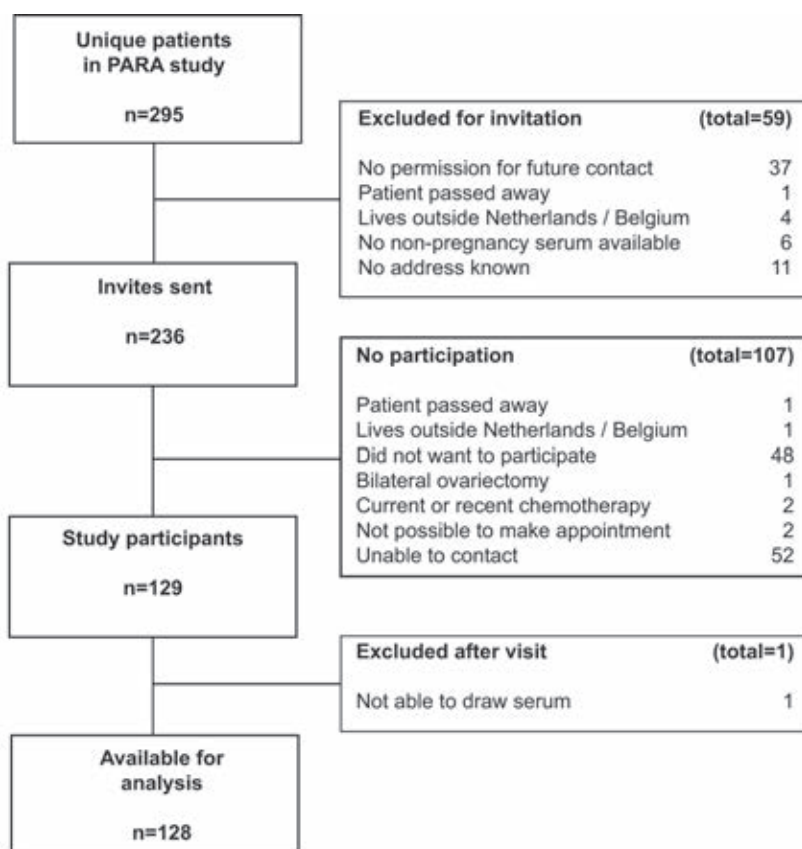 Unique patients
in PARA study
n=295
Excluded for invitation (total=59)
No permission for future contact 37
Patient passed away 1
Lives outside Netherlands / Belgium 4
No non-pregnancy serum available 6
No address known 11
Invites sent
n=236
No participation (total=107)
Patient passed away 1
Lives outside Netherlands / Belgium 1
Did not want to participate 48
Bilateral ovariectomy 1
Current or recent chemotherapy 2
Not possible to make appointment 2
Unable to contact 52
Study participants
n=129
Excluded after visit (total=1)
Not able to draw serum 1
Available for
analysis
n=128